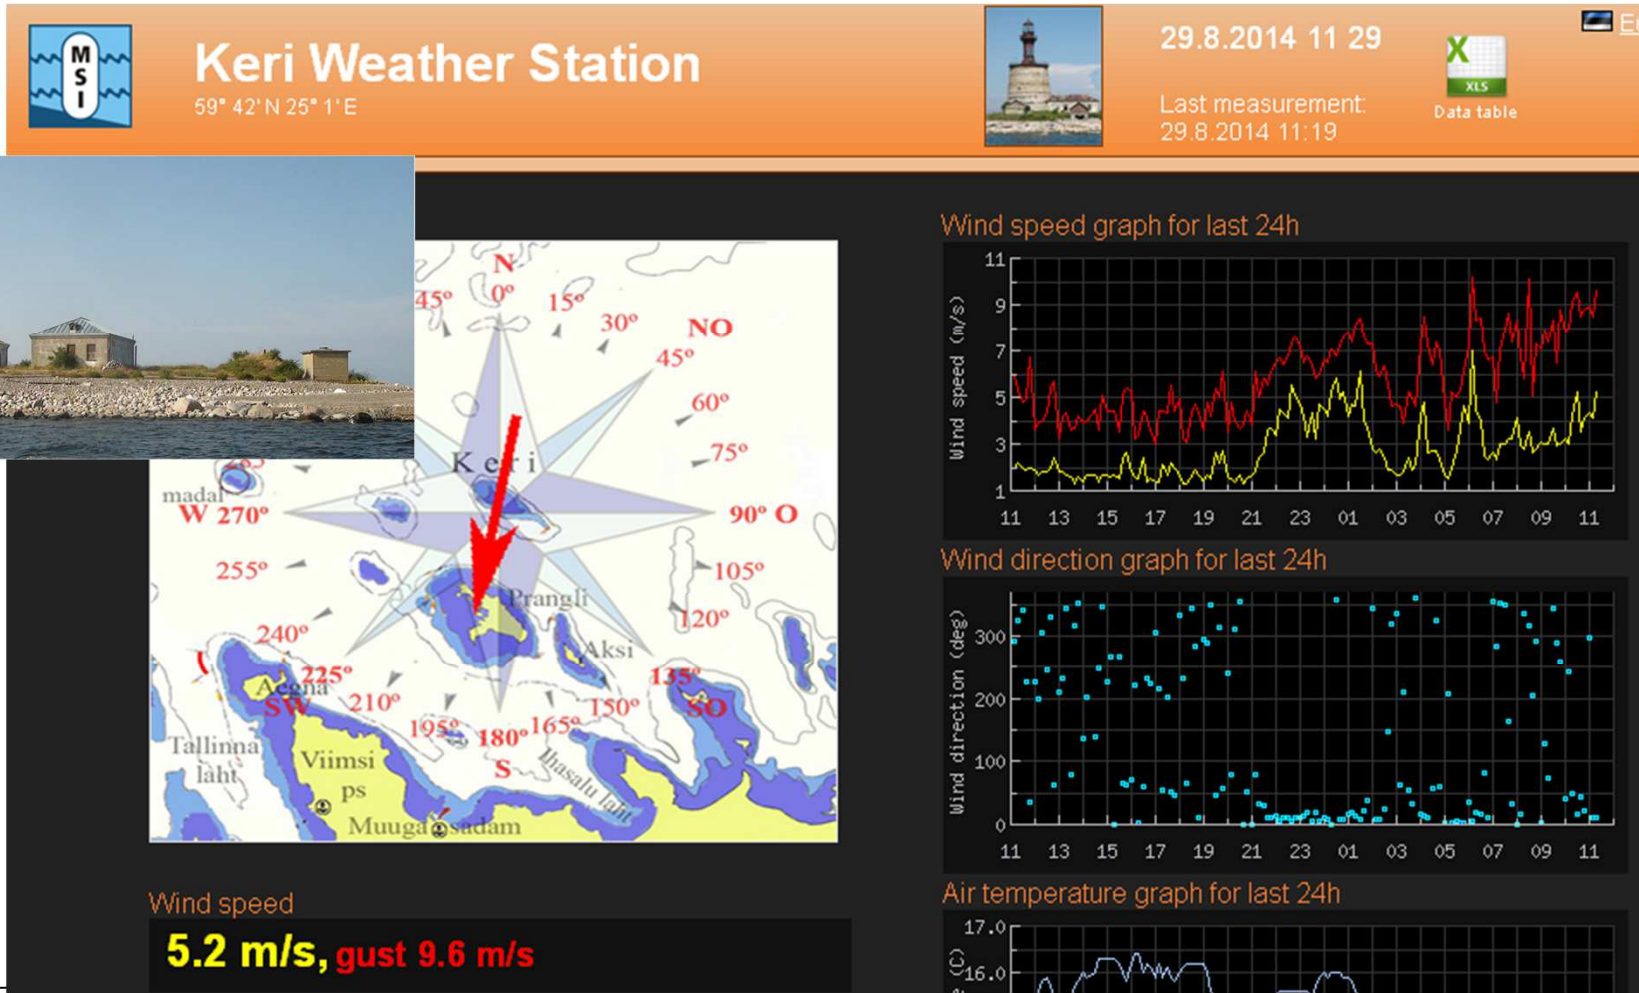 M
S
I
Keri Weather Station
59° 42' N 25° 1' E
29.8.2014 11 29
Last measurement:
29.8.2014 11:19
X
XLS
Data table
N
0°
45°
15°
30°
NO
45°
60°
75°
90° O
105°
120°
135°
SO
150°
165°
180°
S
195°
210°
225°
SW
240°
255°
W 270°
madal
Keri
Prangli
Aksi
Aegna
Tallinna
laht
Viimsi
ps
Muuga sadam
Ihasalu laht
Wind speed
5.2 m/s, gust 9.6 m/s
Wind speed graph for last 24h
Wind speed (m/s)
11
9
7
5
3
1
11 13 15 17 19 21 23 01 03 05 07 09 11
Wind direction graph for last 24h
Wind direction (deg)
300
200
100
0
11 13 15 17 19 21 23 01 03 05 07 09 11
Air temperature graph for last 24h
17.0
16.0
(C)